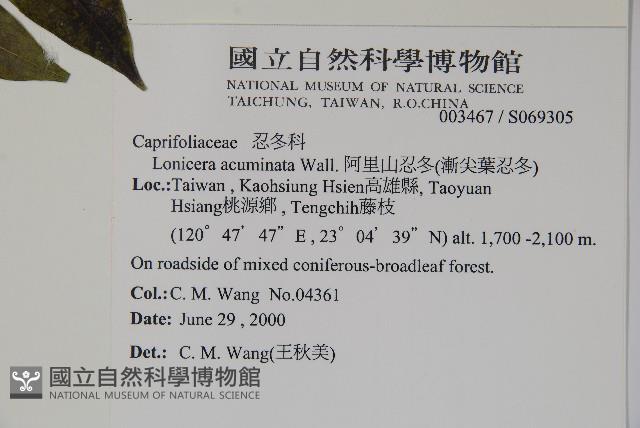 國立自然科學博物館
NATIONAL MUSEUM OF NATURAL SCIENCE
TAICHUNG, TAIWAN, R.O.CHINA
003467 / S069305
Caprifoliaceae 忍冬科
Lonicera acuminata Wall. 阿里山忍冬(漸尖葉忍冬)
Loc.:Taiwan , Kaohsiung Hsien高雄縣, Taoyuan
Hsiang桃源鄉 , Tengchih藤枝
(120° 47’ 47” E , 23° 04’ 39” N) alt. 1,700 -2,100 m.
On roadside of mixed coniferous-broadleaf forest.
Col.: C. M. Wang No.04361
Date: June 29 , 2000
Det.: C. M. Wang(王秋美)
國立自然科學博物館
NATIONAL MUSEUM OF NATURAL SCIENCE